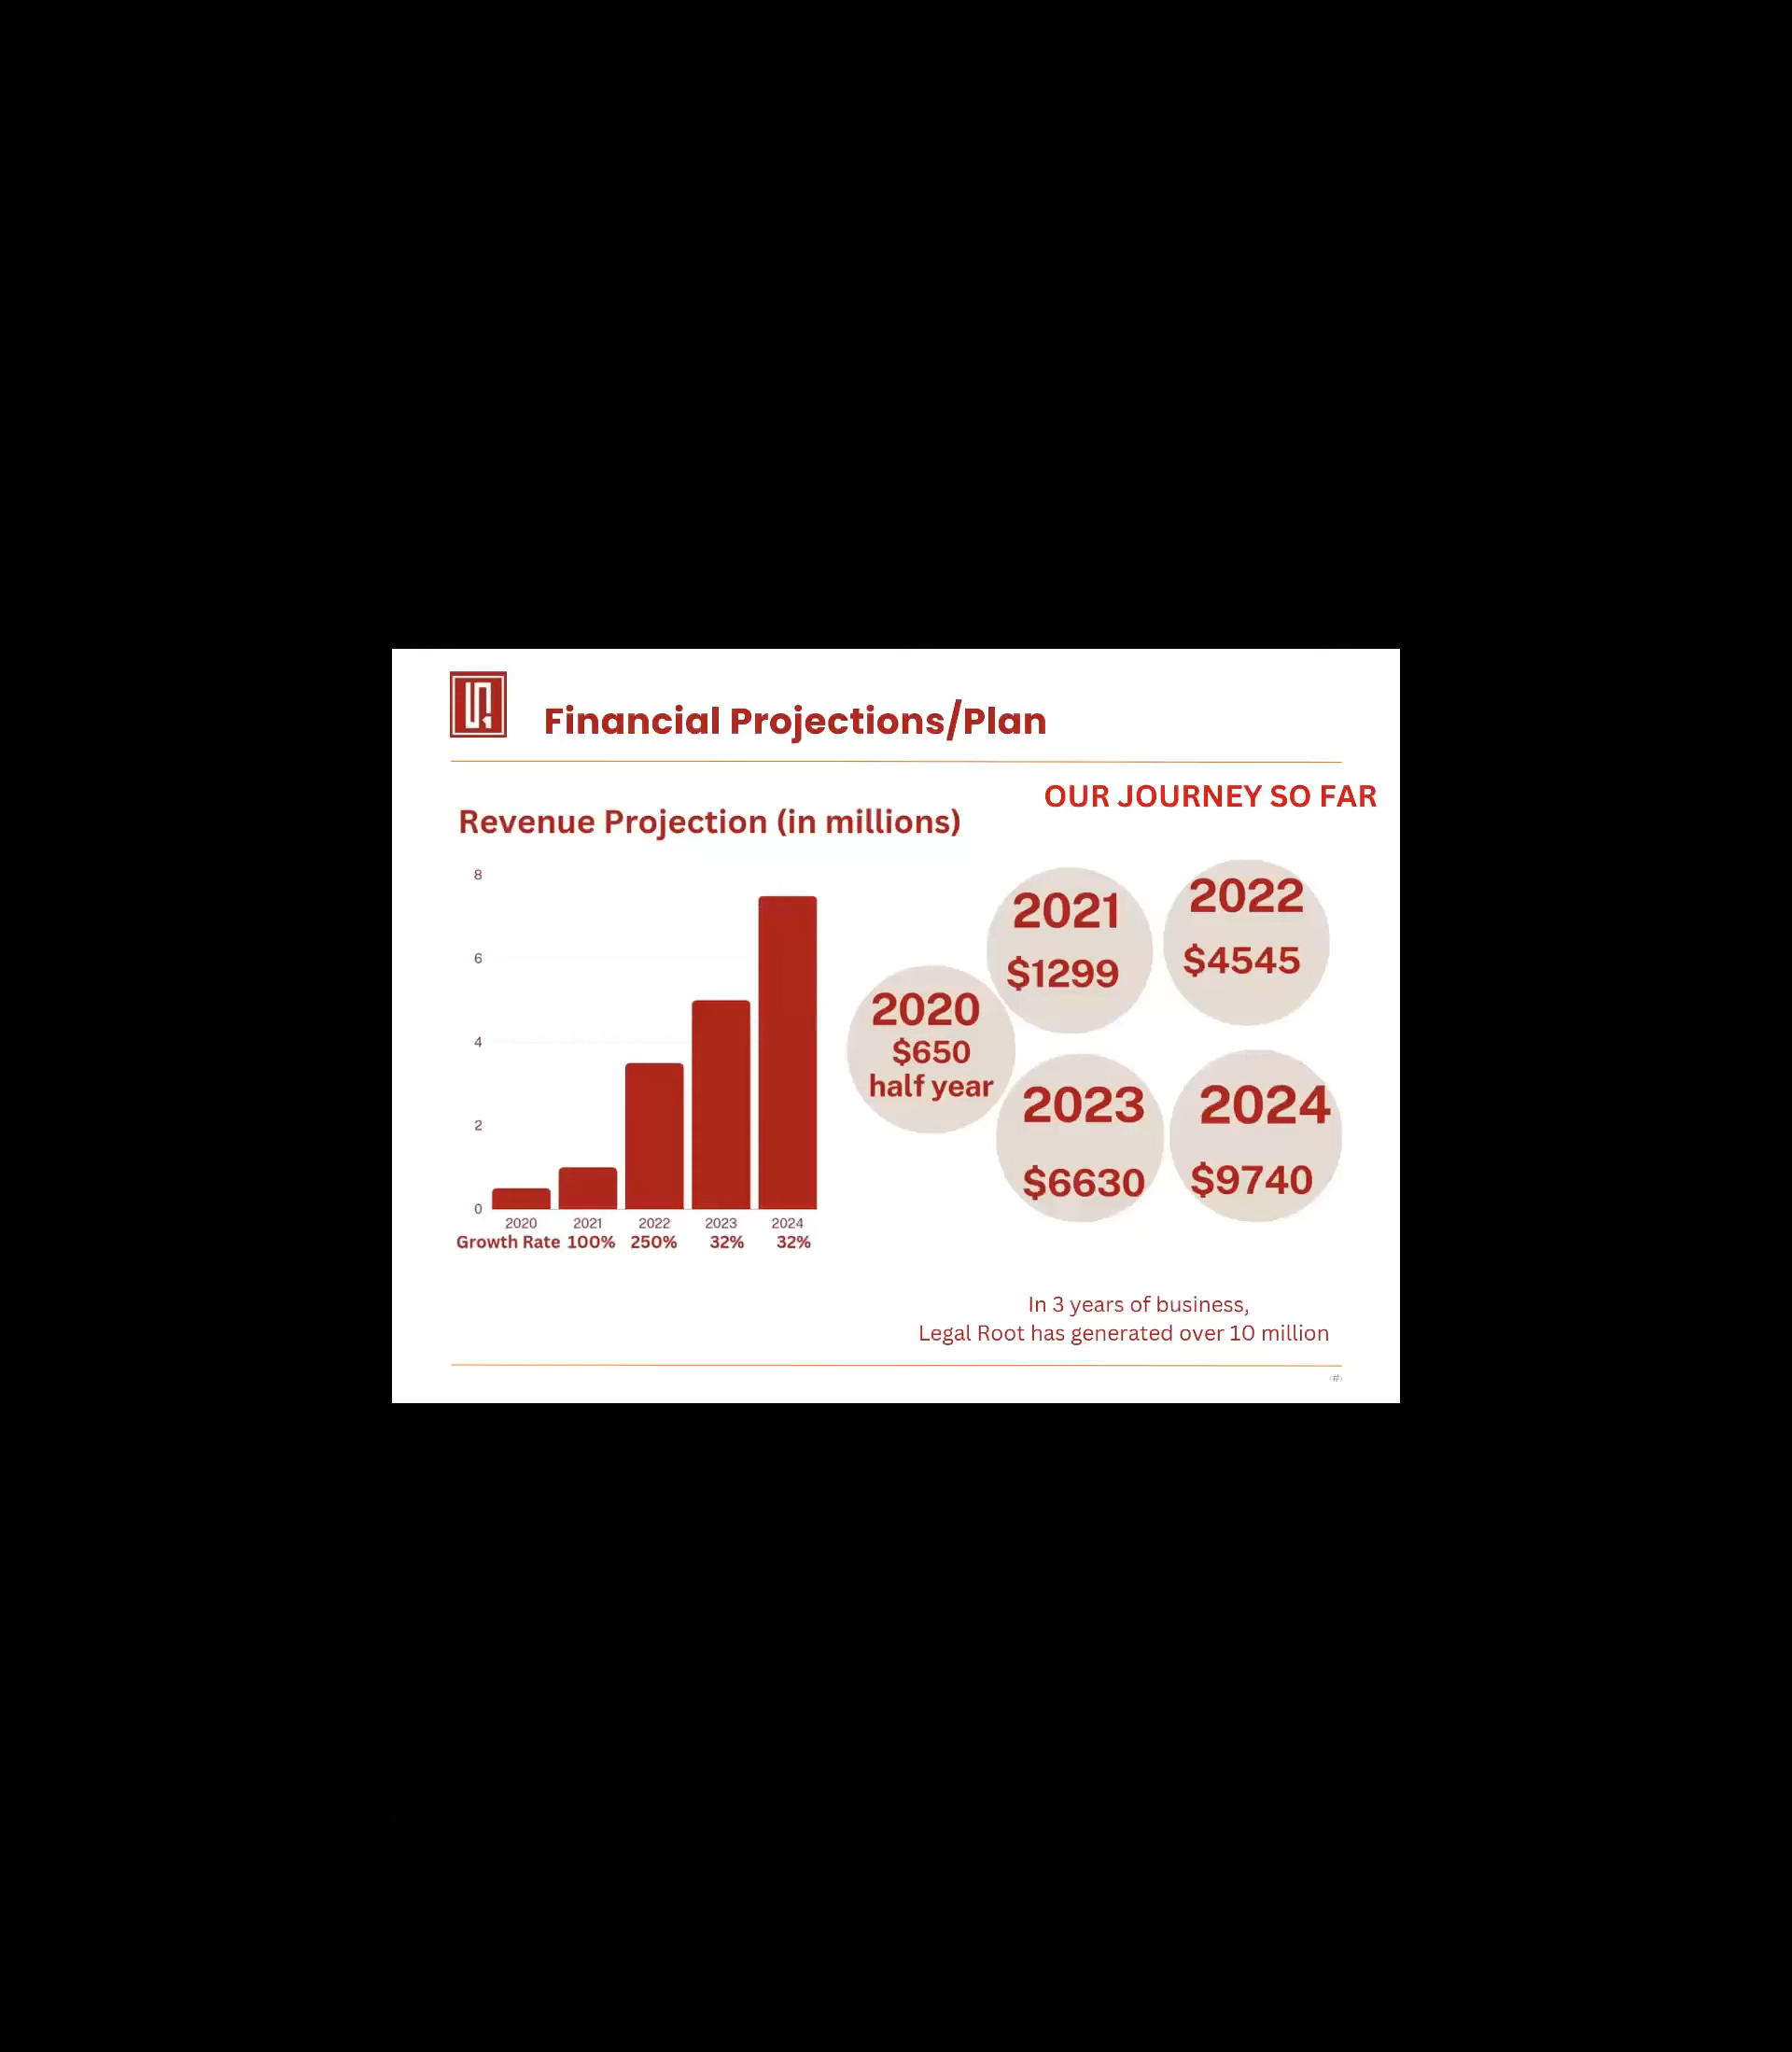 Financial Projections/Plan
OUR JOURNEY SO FAR
Revenue Projection (in millions)
8
6
4
2
0
2020 2021 2022 2023 2024
Growth Rate 100% 250% 32% 32%
2020
$650
half year
2021
$1299
2022
$4545
2023
$6630
2024
$9740
In 3 years of business,
Legal Root has generated over 10 million
‹#›